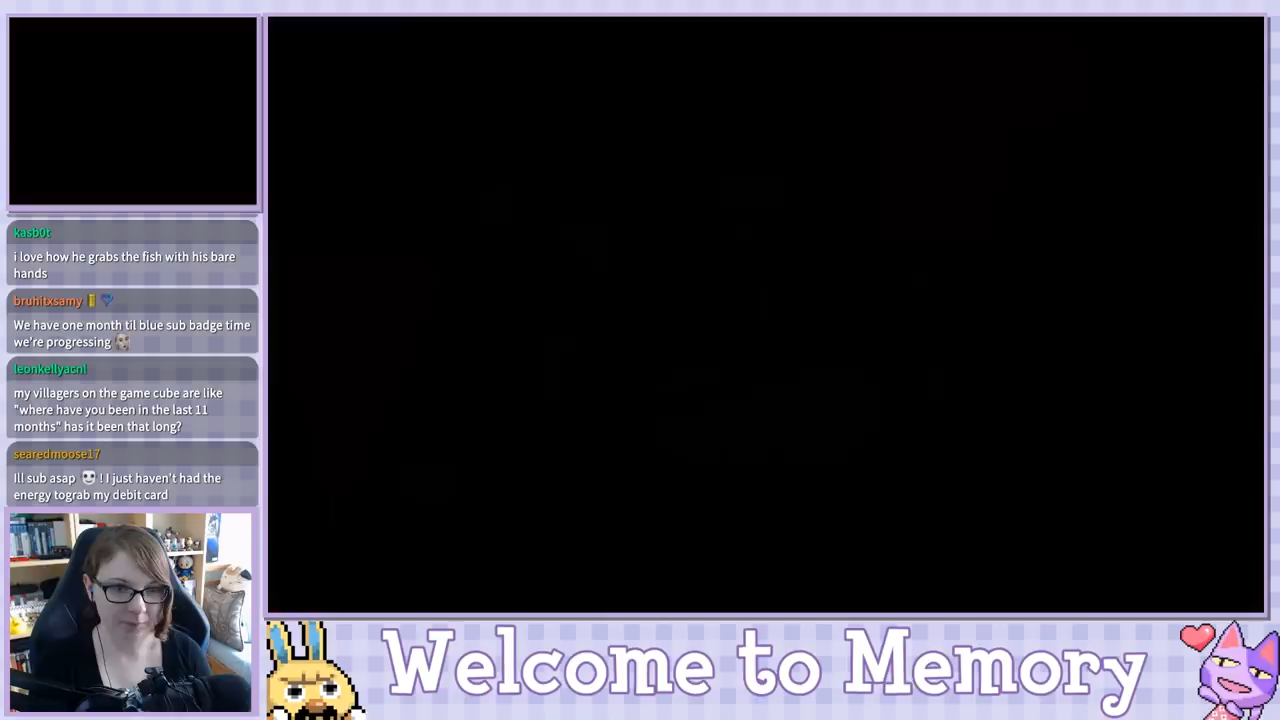 kasb0t
i love how he grabs the fish with his bare
hands
bruhitxsamy
We have one month til blue sub badge time
we're progressing
leonkellyacnl
my villagers on the game cube are like
"where have you been in the last 11
months" has it been that long?
searedmoose17
Ill sub asap ! I just haven't had the
energy tograb my debit card
Welcome to Memory